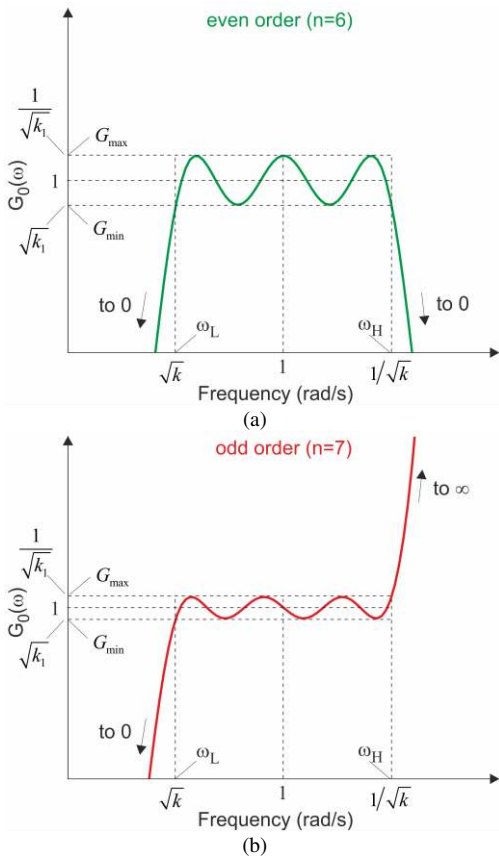 even order (n=6)
1/√k₁
G_max
1
G₀(ω)
√k₁
G_min
to 0
to 0
ω_L
ω_H
√k
1
1/√k
Frequency (rad/s)
(a)
odd order (n=7)
to ∞
1/√k₁
G_max
1
G₀(ω)
√k₁
G_min
to 0
ω_L
ω_H
√k
1
1/√k
Frequency (rad/s)
(b)